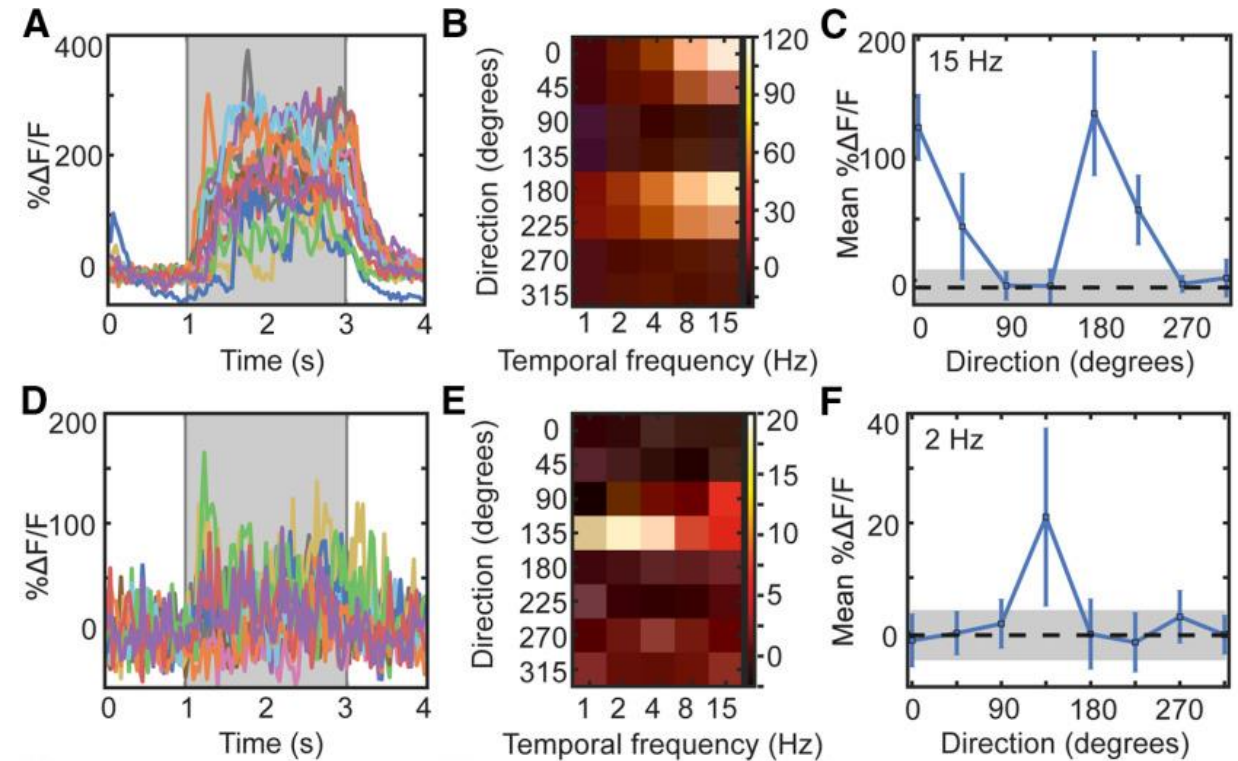 A
400
200
0
%ΔF/F
0 1 2 3 4
Time (s)
B
0
45
90
135
180
225
270
315
Direction (degrees)
1 2 4 8 15
Temporal frequency (Hz)
120
90
60
30
0
C
200
100
0
Mean %ΔF/F
15 Hz
0 90 180 270
Direction (degrees)
D
200
100
0
%ΔF/F
0 1 2 3 4
Time (s)
E
0
45
90
135
180
225
270
315
Direction (degrees)
1 2 4 8 15
Temporal frequency (Hz)
20
15
10
5
0
F
40
20
0
Mean %ΔF/F
2 Hz
0 90 180 270
Direction (degrees)